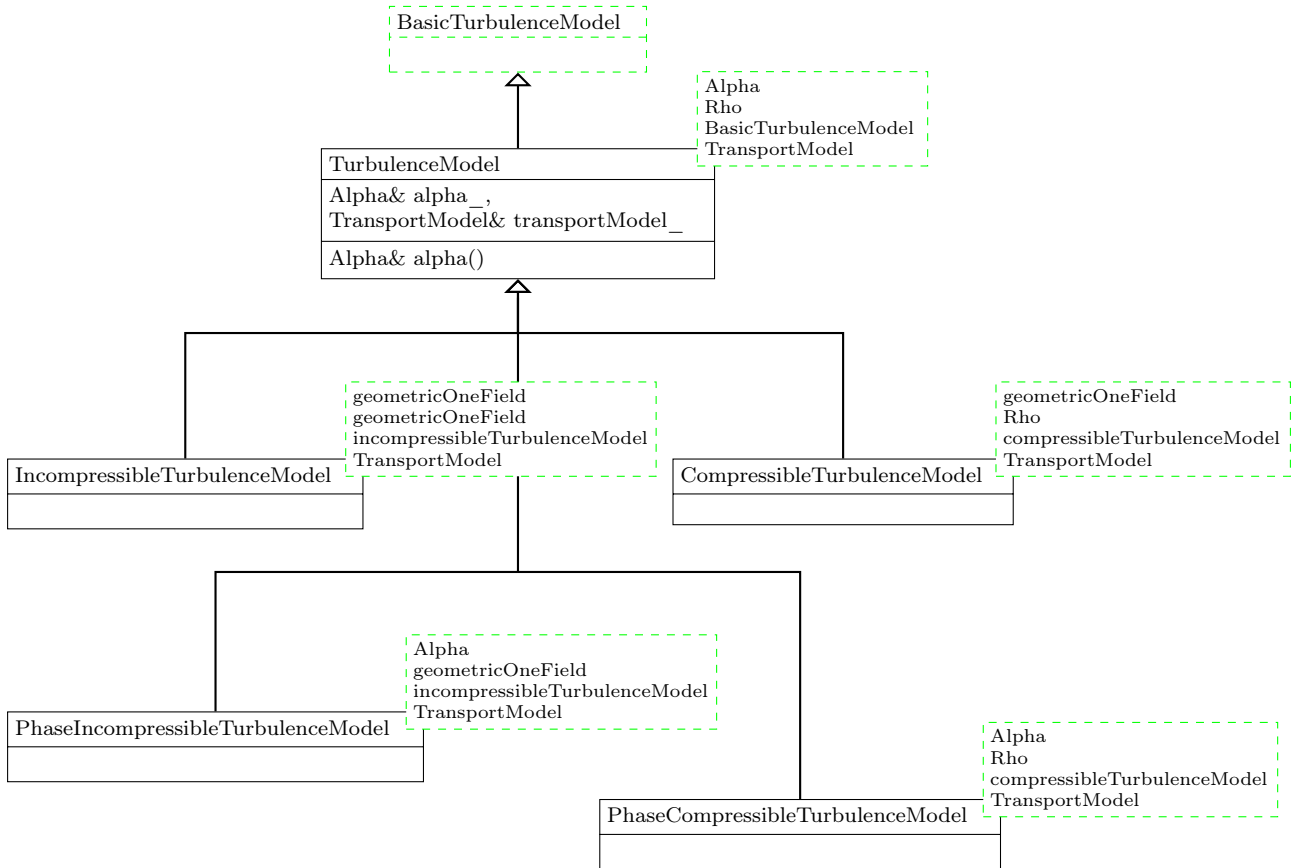 BasicTurbulenceModel
Alpha
Rho
BasicTurbulenceModel
TransportModel
TurbulenceModel
Alpha& alpha_,
TransportModel& transportModel_
Alpha& alpha()
geometricOneField
geometricOneField
incompressibleTurbulenceModel
TransportModel
IncompressibleTurbulenceModel
geometricOneField
Rho
compressibleTurbulenceModel
TransportModel
CompressibleTurbulenceModel
Alpha
geometricOneField
incompressibleTurbulenceModel
TransportModel
PhaseIncompressibleTurbulenceModel
Alpha
Rho
compressibleTurbulenceModel
TransportModel
PhaseCompressibleTurbulenceModel